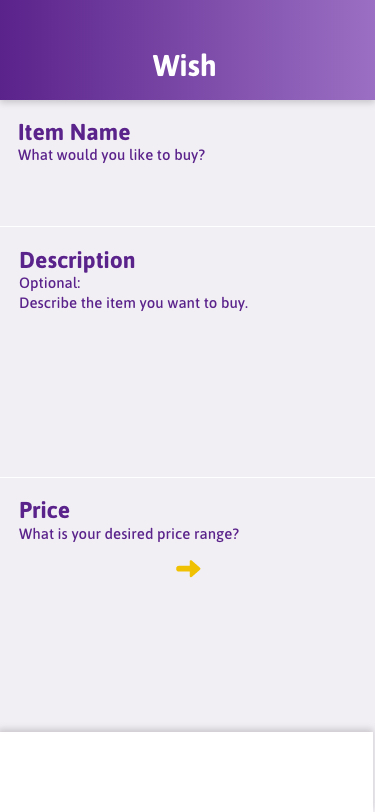 Wish
Item Name
What would you like to buy?
Description
Optional:
Describe the item you want to buy.
Price
What is your desired price range?